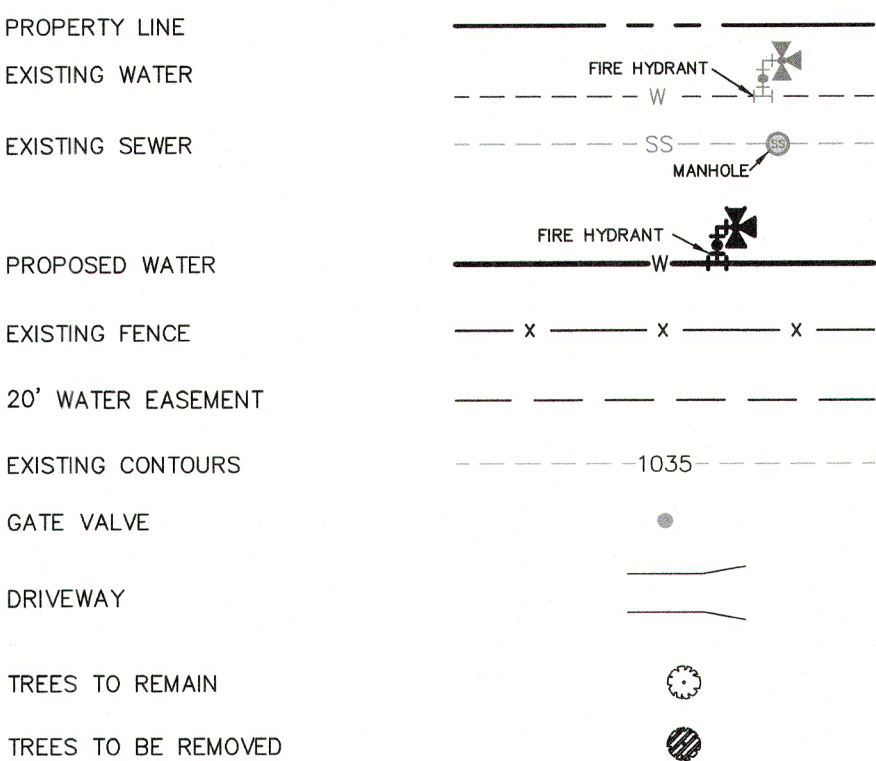 PROPERTY LINE
EXISTING WATER
FIRE HYDRANT
W
EXISTING SEWER
SS
SS
MANHOLE
FIRE HYDRANT
PROPOSED WATER
W
EXISTING FENCE
X X X
20' WATER EASEMENT
EXISTING CONTOURS
1035
GATE VALVE
DRIVEWAY
TREES TO REMAIN
TREES TO BE REMOVED